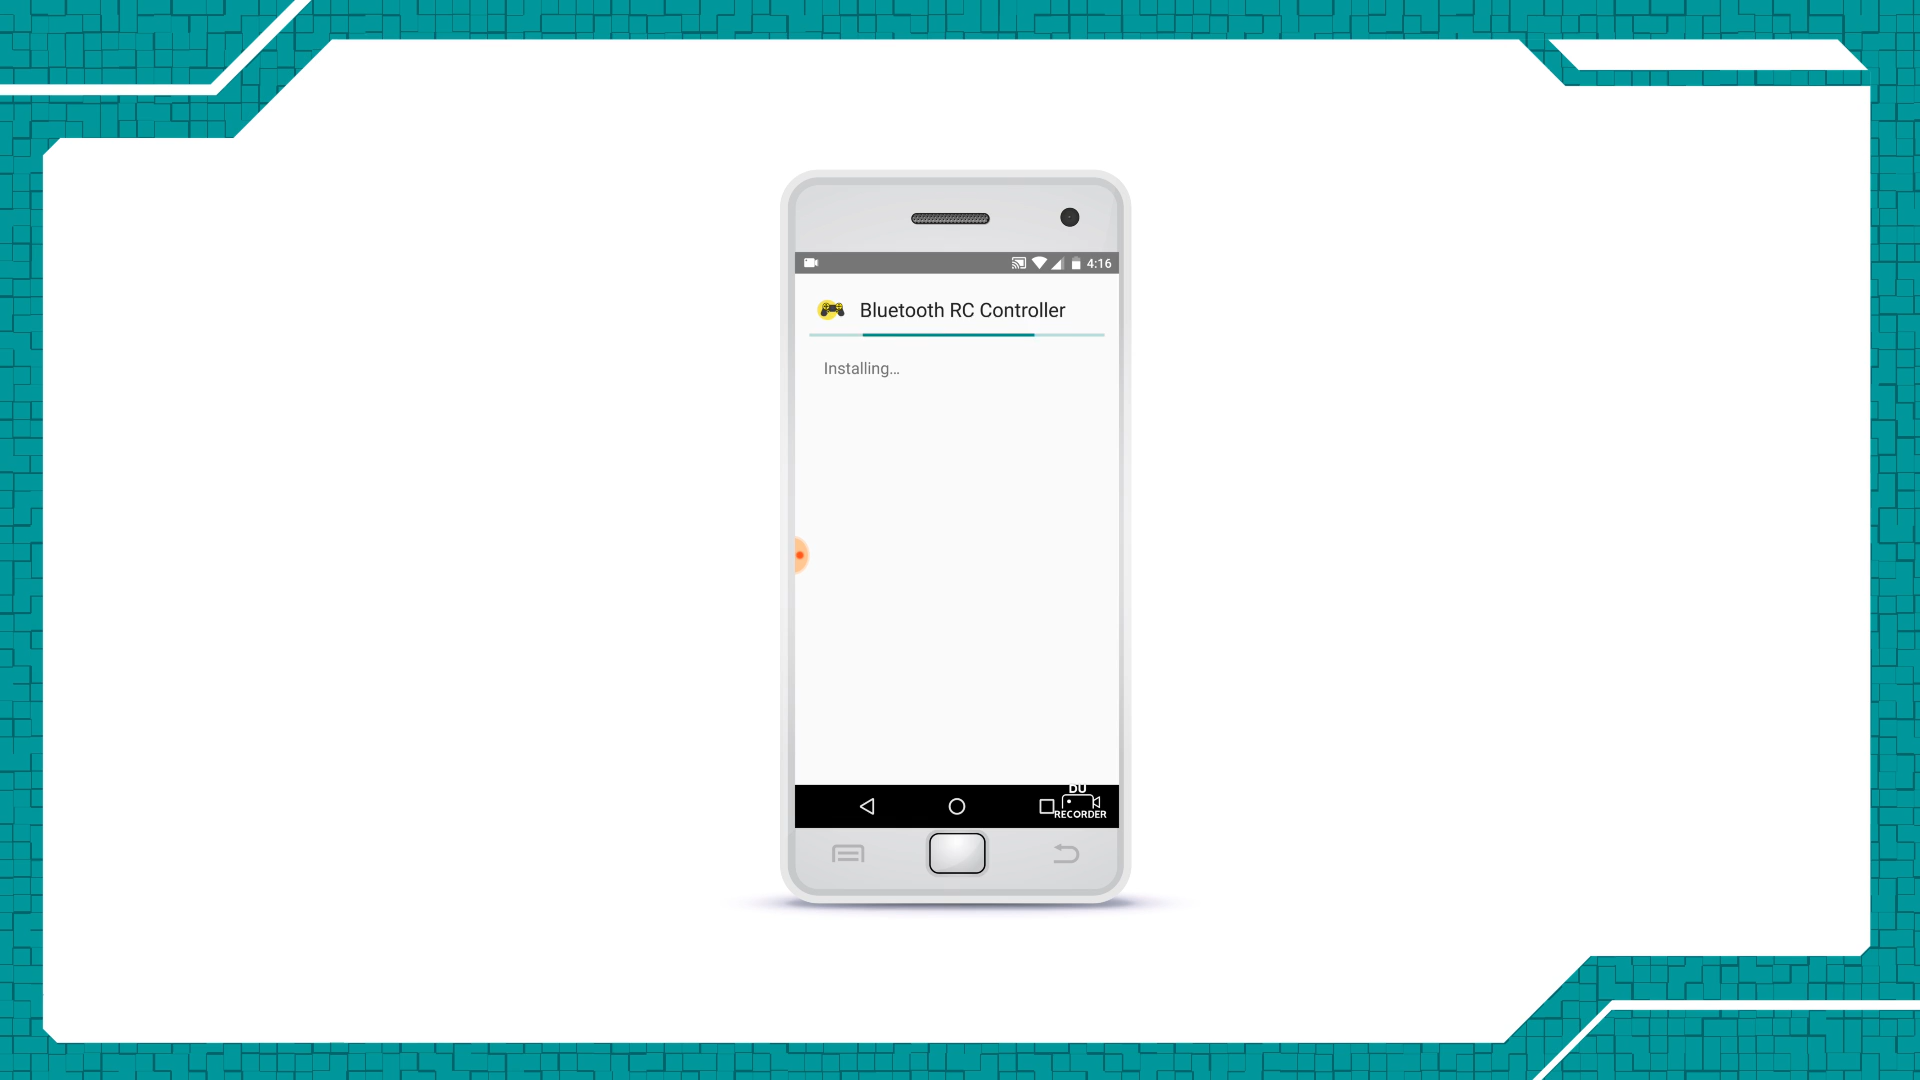 4:16
Bluetooth RC Controller
Installing...
DU
RECORDER